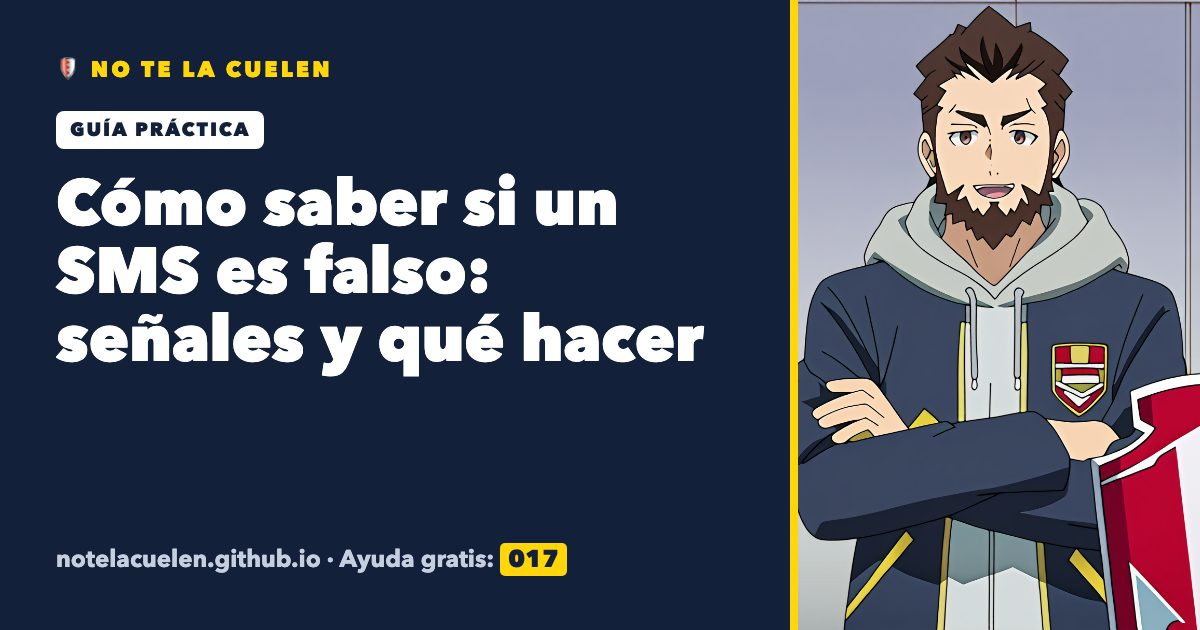 NO TE LA CUELEN
GUÍA PRÁCTICA
Cómo saber si un
SMS es falso:
señales y qué hacer
notelacuelen.github.io · Ayuda gratis: 017